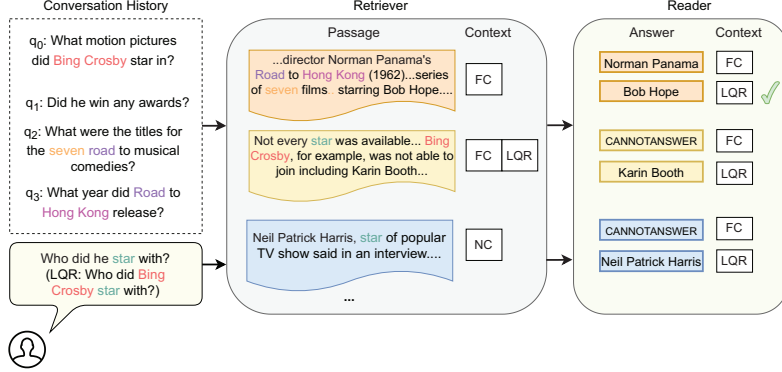 Conversation History
q0: What motion pictures
did Bing Crosby star in?
q1: Did he win any awards?
q2: What were the titles for
the seven road to musical
comedies?
q3: What year did Road to
Hong Kong release?
Who did he star with?
(LQR: Who did Bing
Crosby star with?)
Retriever
Passage
Context
...director Norman Panama's
Road to Hong Kong (1962)...series
of seven films... starring Bob Hope....
FC
Not every star was available... Bing
Crosby, for example, was not able to
join including Karin Booth...
FC
LQR
Neil Patrick Harris, star of popular
TV show said in an interview....
NC
...
Reader
Answer
Context
Norman Panama
FC
Bob Hope
LQR
CANNOTANSWER
FC
Karin Booth
LQR
CANNOTANSWER
FC
Neil Patrick Harris
LQR